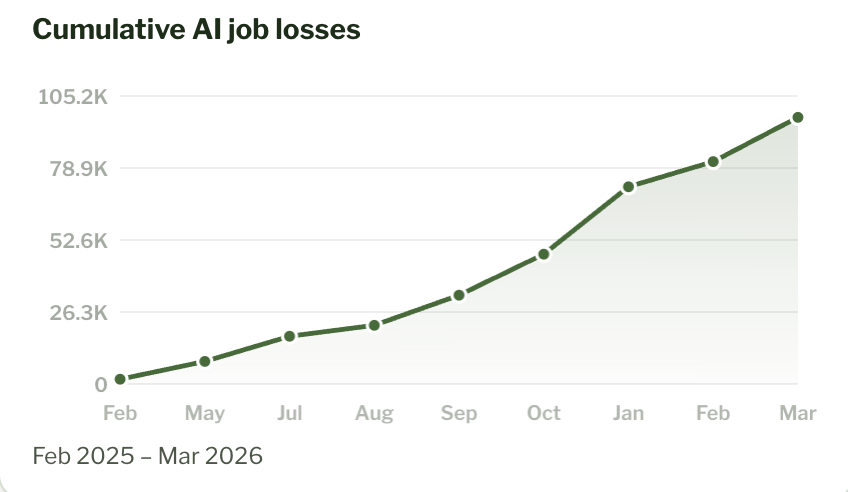 Cumulative AI job losses
105.2K
78.9K
52.6K
26.3K
0
Feb May Jul Aug Sep Oct Jan Feb Mar
Feb 2025 – Mar 2026